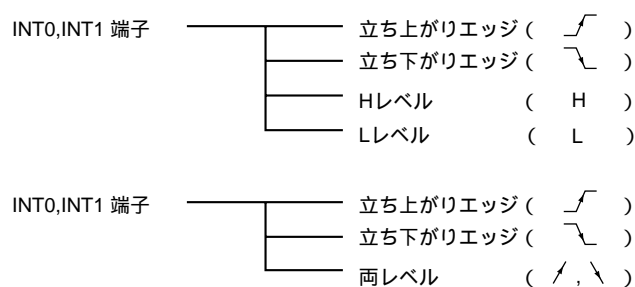 INT0,INT1 端子
立ち上がりエッジ ( )
立ち下がりエッジ ( )
Hレベル ( H )
Lレベル ( L )
INT0,INT1 端子
立ち上がりエッジ ( )
立ち下がりエッジ ( )
両レベル ( , )